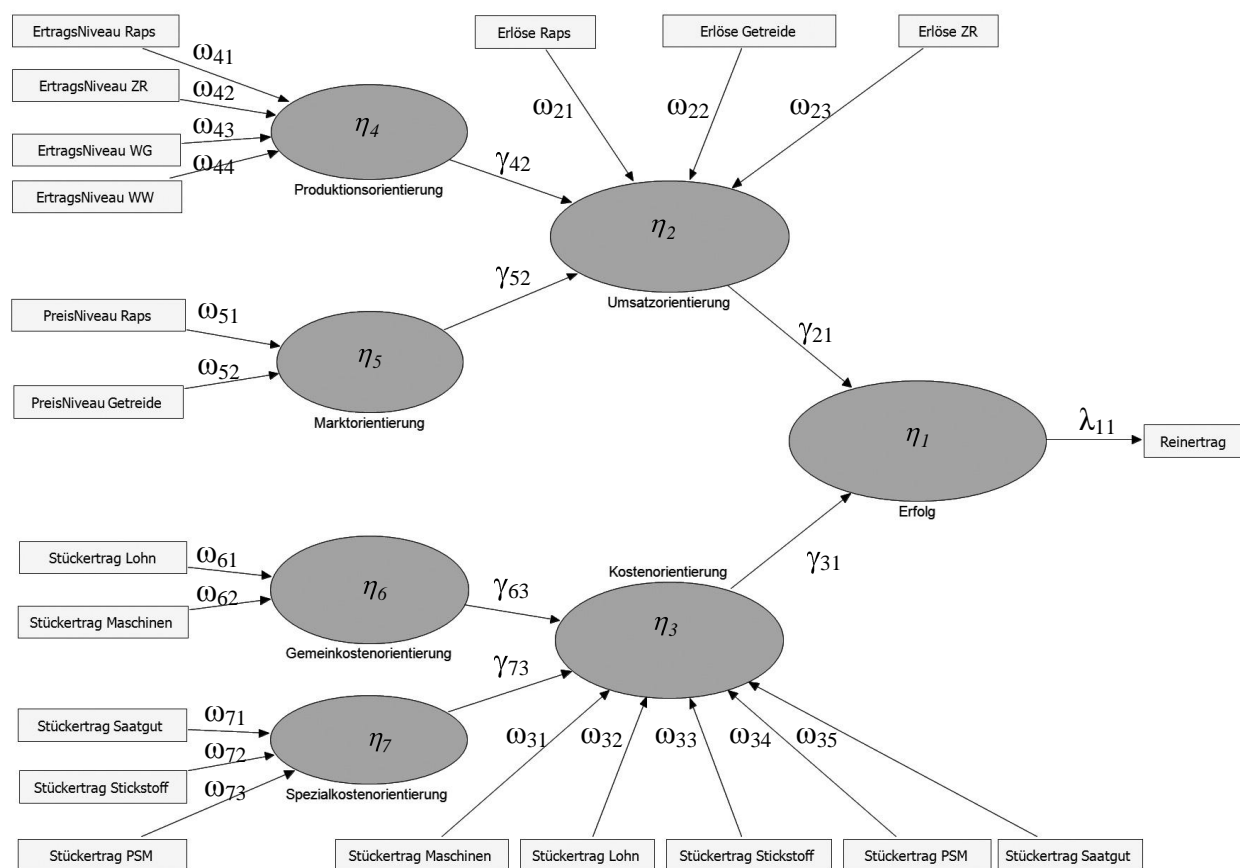 ErtragsNiveau Raps
ErtragsNiveau ZR
ErtragsNiveau WG
ErtragsNiveau WW
ω41
ω42
ω43
ω44
η4
Produktionsorientierung
γ42
Erlöse Raps
Erlöse Getreide
Erlöse ZR
ω21
ω22
ω23
η2
Umsatzorientierung
PreisNiveau Raps
PreisNiveau Getreide
ω51
ω52
η5
Marktorientierung
γ52
γ21
η1
Erfolg
λ11
Reinertrag
Stückertrag Lohn
Stückertrag Maschinen
ω61
ω62
η6
Gemeinkostenorientierung
γ63
Kostenorientierung
η3
γ31
Stückertrag Saatgut
Stückertrag Stickstoff
Stückertrag PSM
ω71
ω72
ω73
η7
Spezialkostenorientierung
γ73
ω31
ω32
ω33
ω34
ω35
Stückertrag Maschinen
Stückertrag Lohn
Stückertrag Stickstoff
Stückertrag PSM
Stückertrag Saatgut